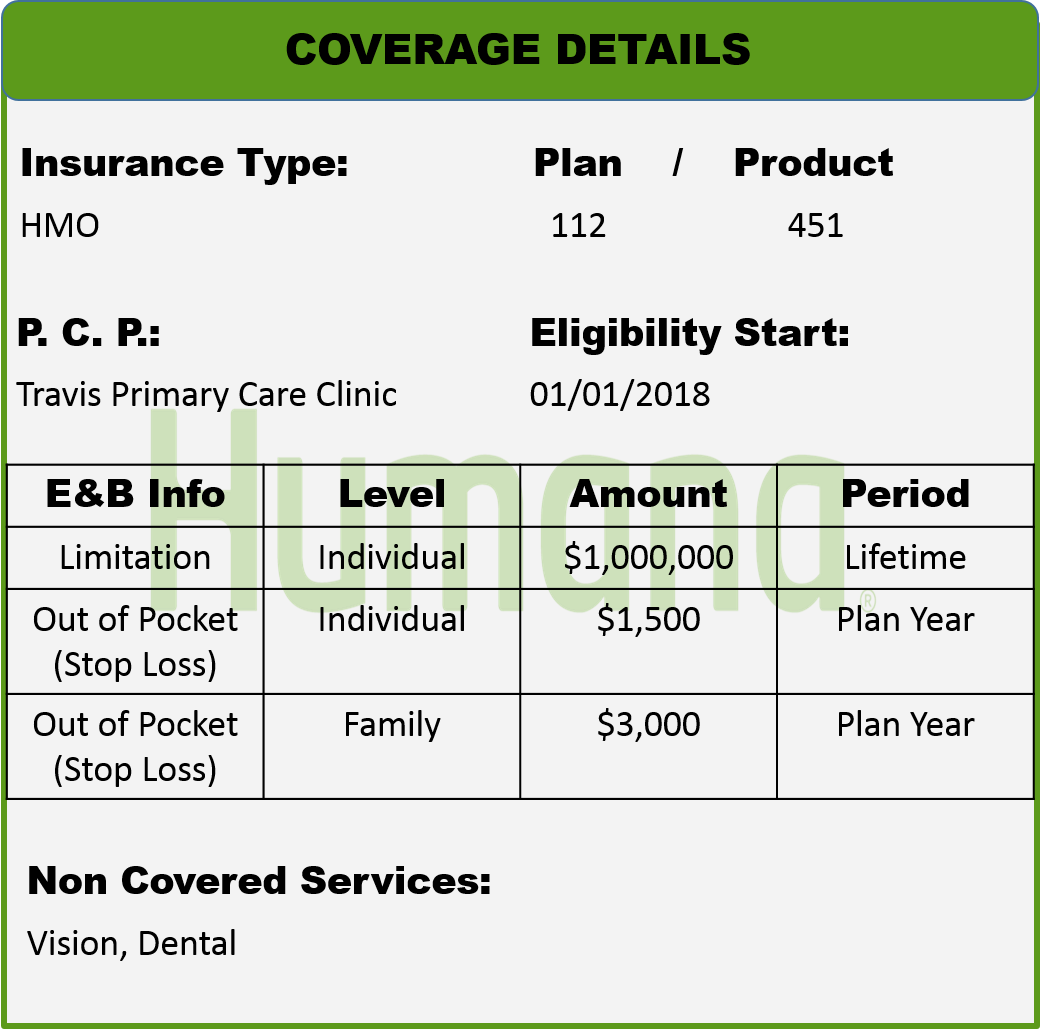 COVERAGE DETAILS
Insurance Type: Plan / Product
HMO 112 451
P. C. P.: Eligibility Start:
Travis Primary Care Clinic 01/01/2018
Humana®
E&B Info Level Amount Period
Limitation Individual $1,000,000 Lifetime
Out of Pocket (Stop Loss) Individual $1,500 Plan Year
Out of Pocket (Stop Loss) Family $3,000 Plan Year
Non Covered Services:
Vision, Dental